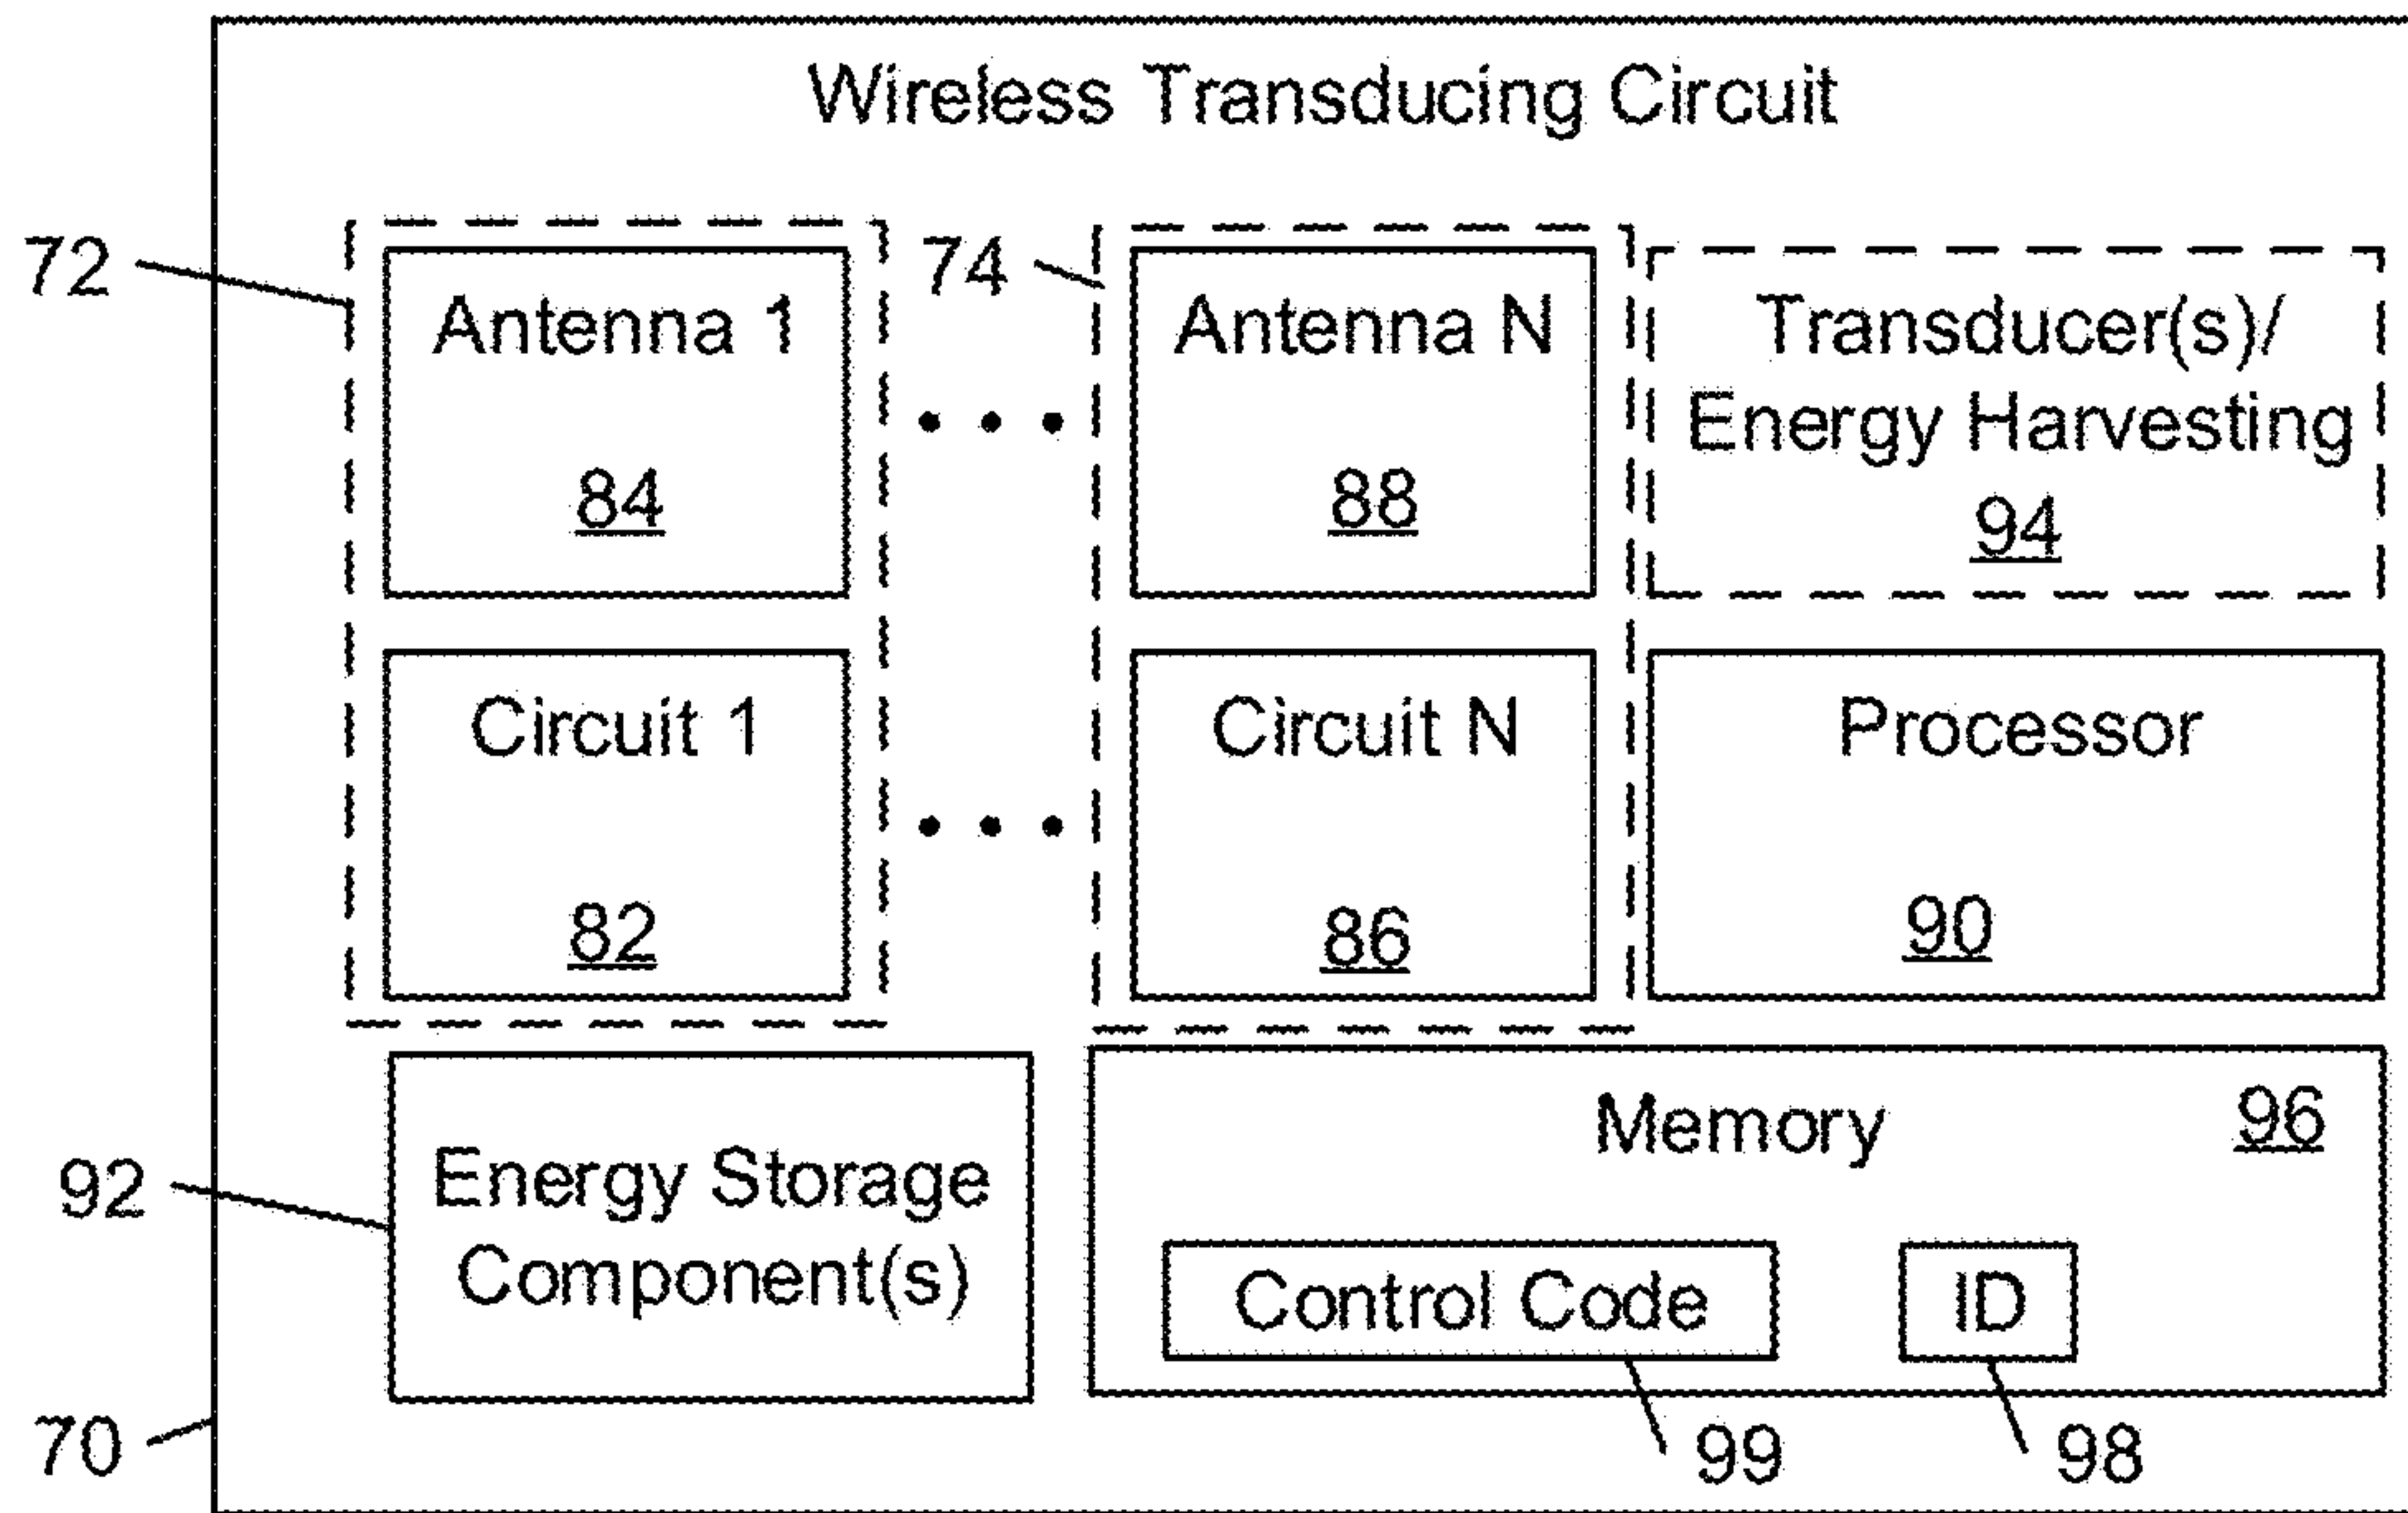 Wireless Transducing Circuit
72
Antenna 1
84
74
Antenna N
88
Transducer(s)/
Energy Harvesting
94
Circuit 1
82
Circuit N
86
Processor
90
92
Energy Storage
Component(s)
Memory
96
Control Code
ID
70
99
98